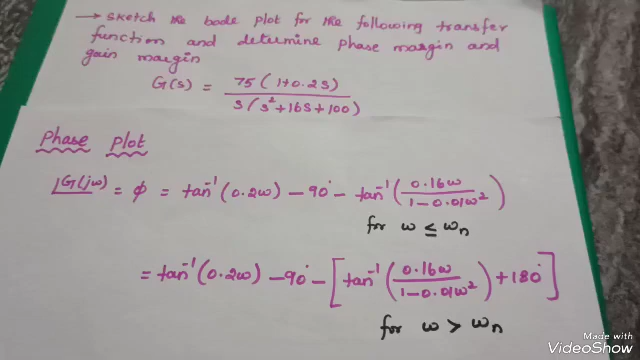 → Sketch the bode plot for the following transfer
function and determine phase margin and
gain margin
G(s) = 75(1+0.2s) / s(s²+16s+100)
Phase Plot
∠G(jω) = ϕ = tan⁻¹(0.2ω) − 90° − tan⁻¹(0.16ω / 1−0.01ω²)
for ω ≤ ωn
= tan⁻¹(0.2ω) − 90° − [tan⁻¹(0.16ω / 1−0.01ω²) + 180°]
for ω > ωn
Made with
VideoShow